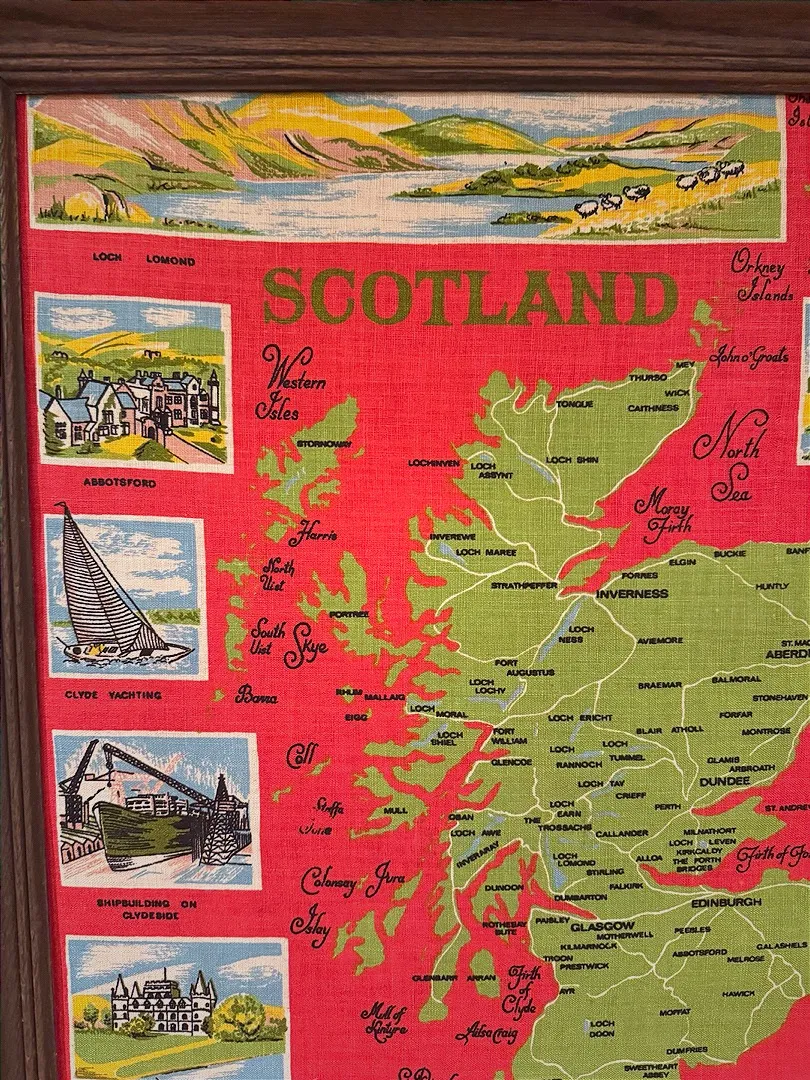 LOCH LOMOND
SCOTLAND
Orkney
Islands
John o'Groats
ABBOTSFORD
Western
Isles
STORNOWAY
Harris
North
Uist
South
Uist
Skye
PORTREE
Barra
CLYDE YACHTING
MEY
THURSO
WICK
TONGUE
CAITHNESS
North
Sea
LOCHINVEN
LOCH
ASSYNT
LOCH SHIN
Moray
Firth
INVEREWE
LOCH MAREE
STRATHPEFFER
BUCKIE
ELGIN
FORRES
INVERNESS
HUNTLY
LOCH
NESS
AVIEMORE
FORT
AUGUSTUS
LOCH
LOCHY
BRAEMAR
BALMORAL
STONEHAVEN
RHUM
MALLAIG
EIGG
LOCH
MORAL
LOCH
SHIEL
FORT
WILLIAM
LOCH ERICHT
FORFAR
BLAIR ATHOLL
MONTROSE
Coll
GLENCOE
LOCH
RANNOCH
LOCH
TUMMEL
GLAMIS
ARBROATH
DUNDEE
LOCH TAY
CRIEFF
PERTH
Staffa
MULL
OBAN
LOCH AWE
INVERARAY
LOCH
EARN
THE
TROSSACHS
CALLANDER
MILNATHORT
LOCH LEVEN
KIRKCALDY
THE FORTH
BRIDGES
ALLOA
LOCH
LOMOND
STIRLING
FALKIRK
DUMBARTON
DUNOON
Colonsay
Jura
Islay
SHIPBUILDING ON
CLYDESIDE
EDINBURGH
ROTHESAY
BUTE
PAISLEY
GLASGOW
MOTHERWELL
KILMARNOCK
TROON
PRESTWICK
PEEBLES
ABBOTSFORD
GALASHELS
MELROSE
GLENBARR
ARRAN
Firth
of
Clyde
AYR
HAWICK
MOFFAT
Mull of
Kintyre
Ailsa Craig
LOCH
DOON
DUMFRIES
SWEETHEART
ABBEY